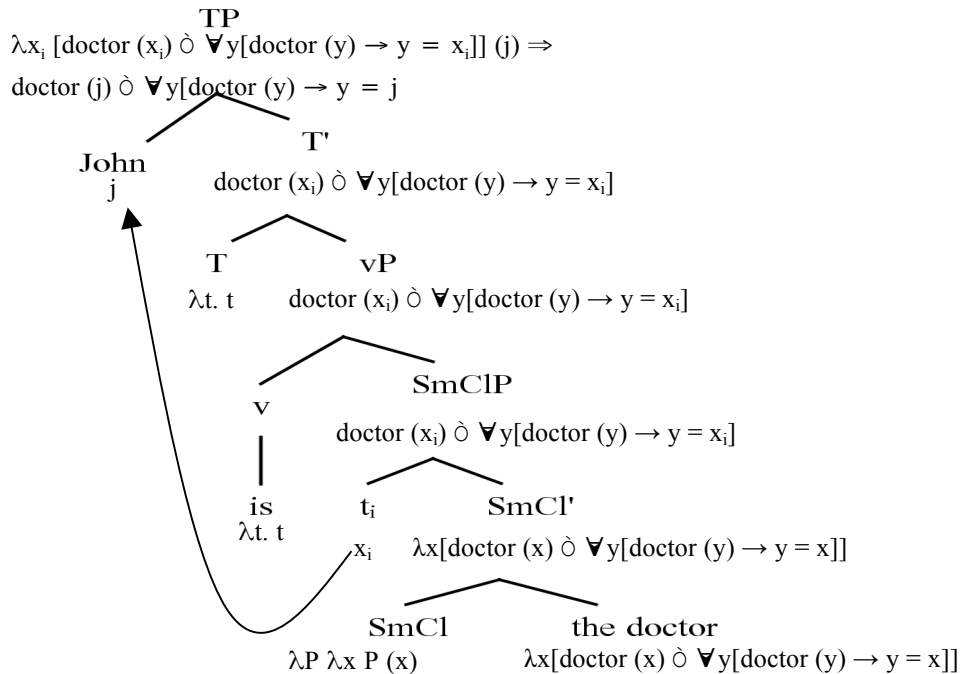 TP
λxᵢ [doctor (xᵢ) Ò ∀y[doctor (y) → y = xᵢ]] (j) ⇒
doctor (j) Ò ∀y[doctor (y) → y = j
T'
John
j
doctor (xᵢ) Ò ∀y[doctor (y) → y = xᵢ]
T vP
λt. t doctor (xᵢ) Ò ∀y[doctor (y) → y = xᵢ]
v SmClP
doctor (xᵢ) Ò ∀y[doctor (y) → y = xᵢ]
is tᵢ SmCl'
λt. t xᵢ λx[doctor (x) Ò ∀y[doctor (y) → y = x]]
SmCl the doctor
λP λx P (x) λx[doctor (x) Ò ∀y[doctor (y) → y = x]]